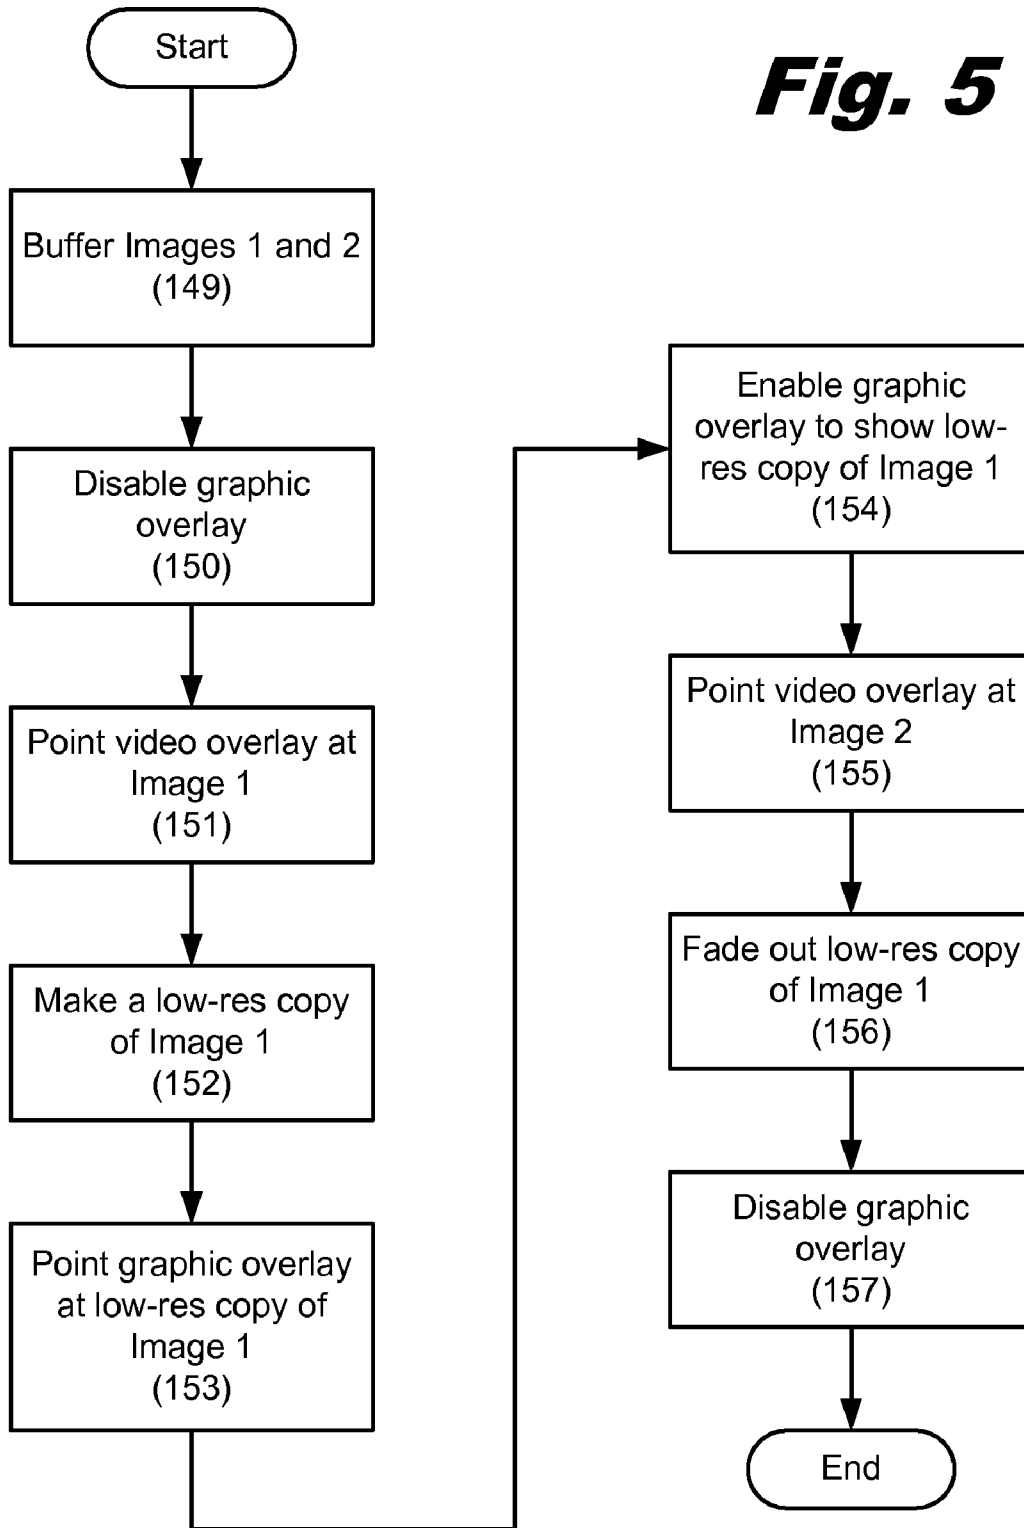 Start
Fig. 5
Buffer Images 1 and 2
(149)
Disable graphic
overlay
(150)
Point video overlay at
Image 1
(151)
Make a low-res copy
of Image 1
(152)
Point graphic overlay
at low-res copy of
Image 1
(153)
Enable graphic
overlay to show low-
res copy of Image 1
(154)
Point video overlay at
Image 2
(155)
Fade out low-res copy
of Image 1
(156)
Disable graphic
overlay
(157)
End